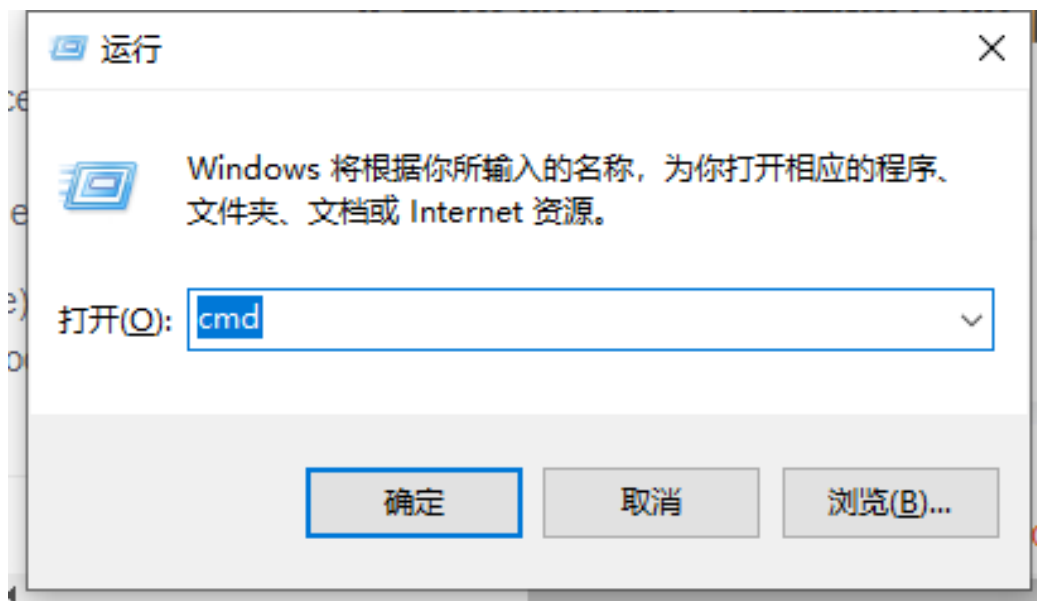 运行
Windows 将根据你所输入的名称，为你打开相应的程序、
文件夹、文档或 Internet 资源。
打开(O): cmd
确定 取消 浏览(B)...